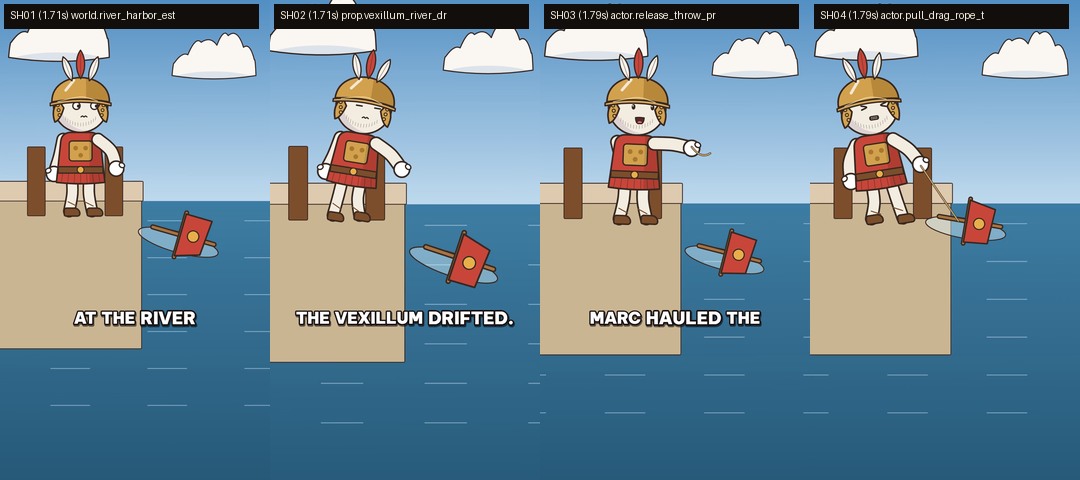 SH01 (1.71s) world.river_harbor_est
SH02 (1.71s) prop.vexillum_river_dr
SH03 (1.79s) actor.release_throw_pr
SH04 (1.79s) actor.pull_drag_rope_t
AT THE RIVER
THE VEXILLUM DRIFTED.
MARC HAULED THE